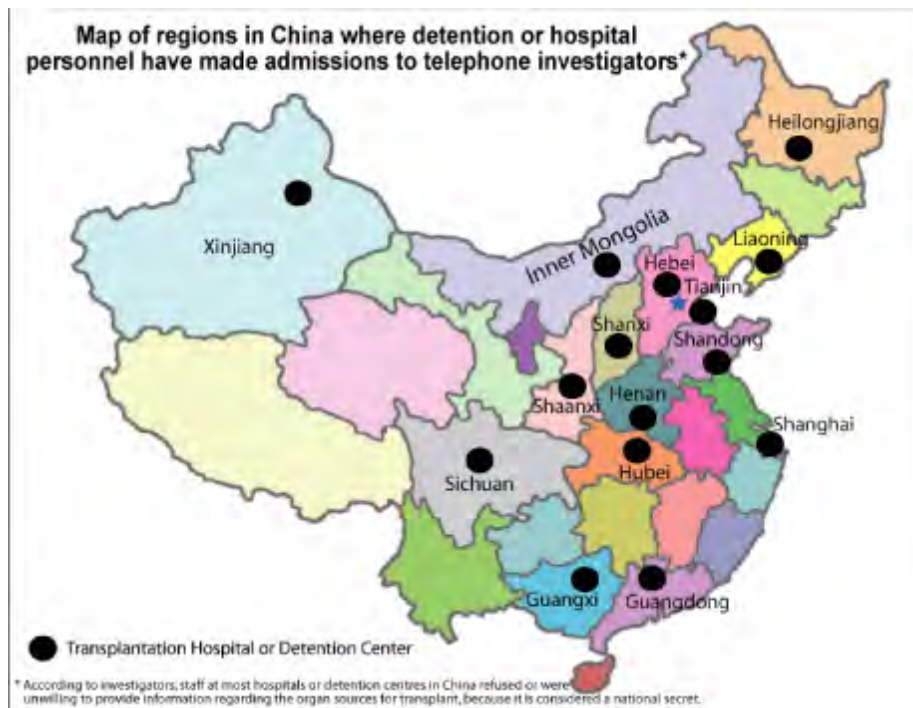 Map of regions in China where detention or hospital
personnel have made admissions to telephone investigators*
Heilongjiang
Xinjiang
Inner Mongolia
Liaoning
Hebei
Tianjin
Shanxi
Shandong
Shaanxi
Henan
Shanghai
Hubei
Sichuan
Guangxi
Guangdong
Transplantation Hospital or Detention Center
* According to investigators, staff at most hospitals or detention centres in China refused or were
unwilling to provide information regarding the organ sources for transplant, because it is considered a national secret.